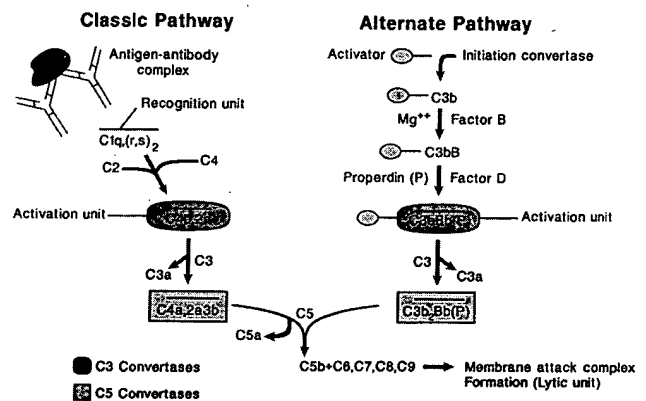 Classic Pathway
Antigen-antibody
complex
Recognition unit
C1q,(r,s)2
C2
C4
Activation unit
C3
C3a
C4a,2a3b
Alternate Pathway
Activator
Initiation convertase
C3b
Mg++
Factor B
C3bB
Properdin (P)
Factor D
Activation unit
C3
C3a
C3b2Bb(P)
C5
C5a
C5b+C6,C7,C8,C9
Membrane attack complex
Formation (Lytic unit)
C3 Convertases
C5 Convertases